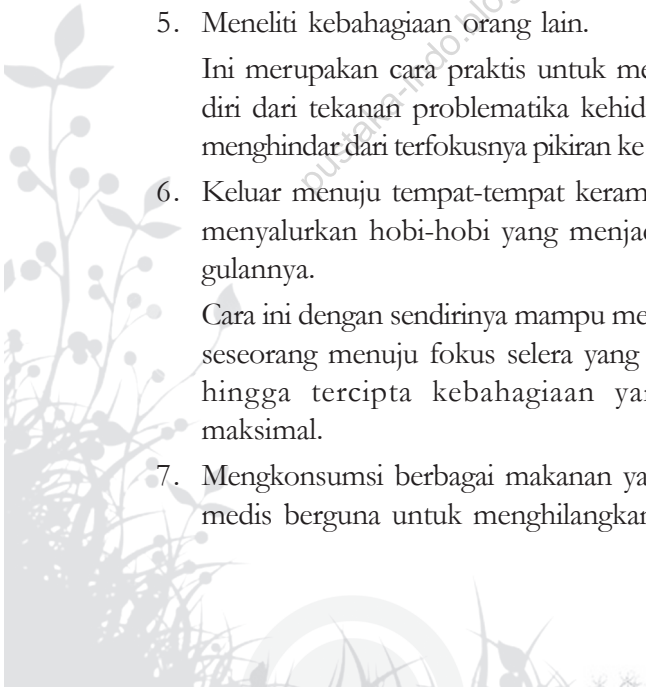 5. Meneliti kebahagiaan orang lain.
Ini merupakan cara praktis untuk me
diri dari tekanan problematika kehid
menghindar dari terfokusnya pikiran ke
6. Keluar menuju tempat-tempat keram
menyalurkan hobi-hobi yang menjad
gulannya.
Cara ini dengan sendirinya mampu me
seseorang menuju fokus selera yang
hingga tercipta kebahagiaan yan
maksimal.
7. Mengkonsumsi berbagai makanan ya
medis berguna untuk menghilangkan
pustaka-indo.blog